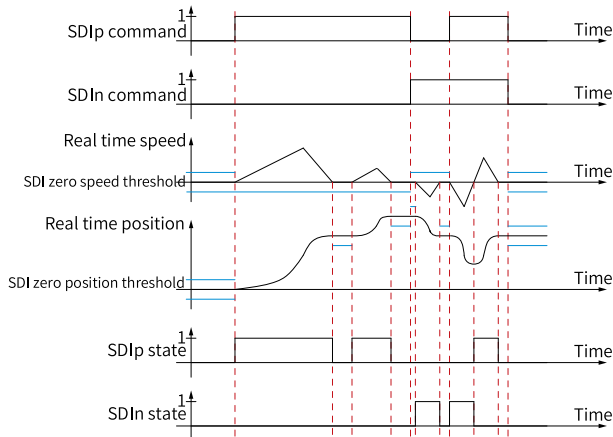 1
SDIp command
Time
1
SDIn command
Time
Real time speed
Time
SDI zero speed threshold
Real time position
SDI zero position threshold
Time
1
SDIp state
Time
1
SDIn state
Time